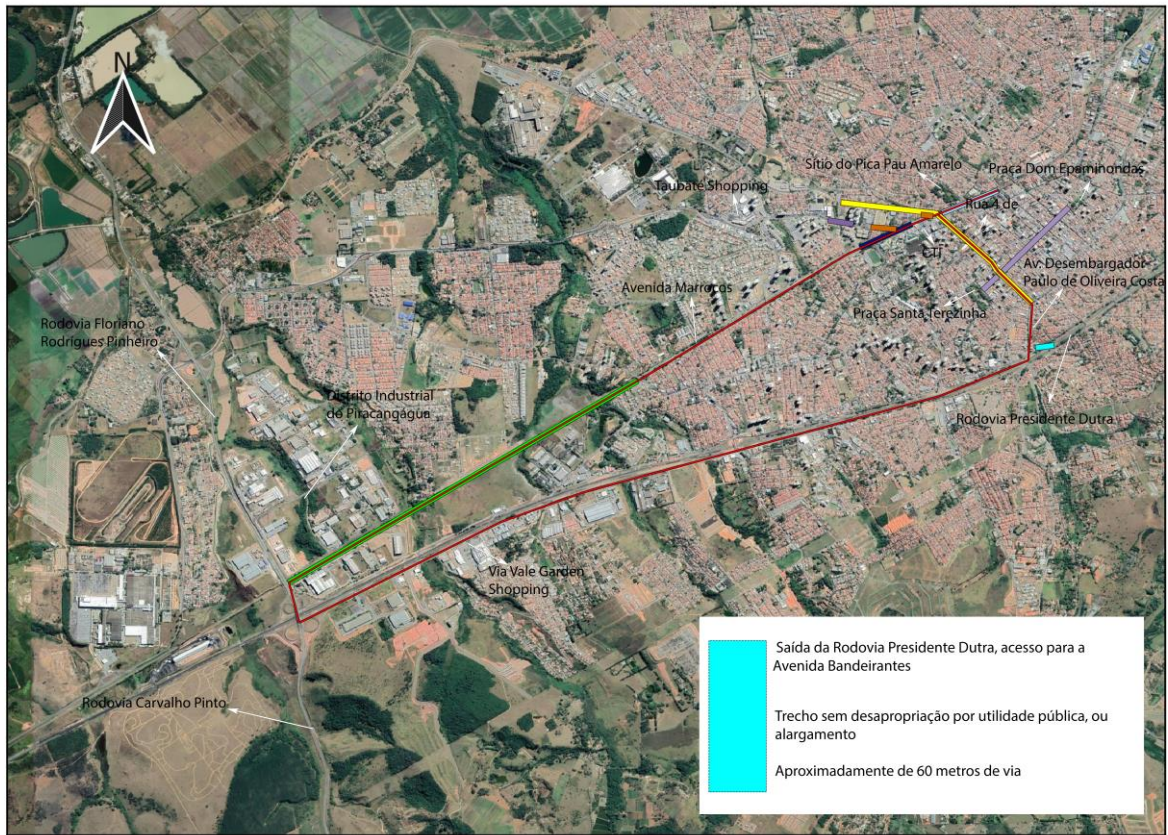 N
Sítio do Pica Pau Amarelo
Praça Dom Epaminondas
Taubaté Shopping
Rua 4 de
CTI
Av. Desembargador
Paulo de Oliveira Costa
Avenida Marrocos
Praça Santa Terezinha
Rodovia Floriano
Rodrigues Pinheiro
Distrito Industrial
do Piracangagua
Rodovia Presidente Dutra
Via Vale Garden
Shopping
Rodovia Carvalho Pinto
Saída da Rodovia Presidente Dutra, acesso para a
Avenida Bandeirantes
Trecho sem desapropriação por utilidade pública, ou
alargamento
Aproximadamente de 60 metros de via